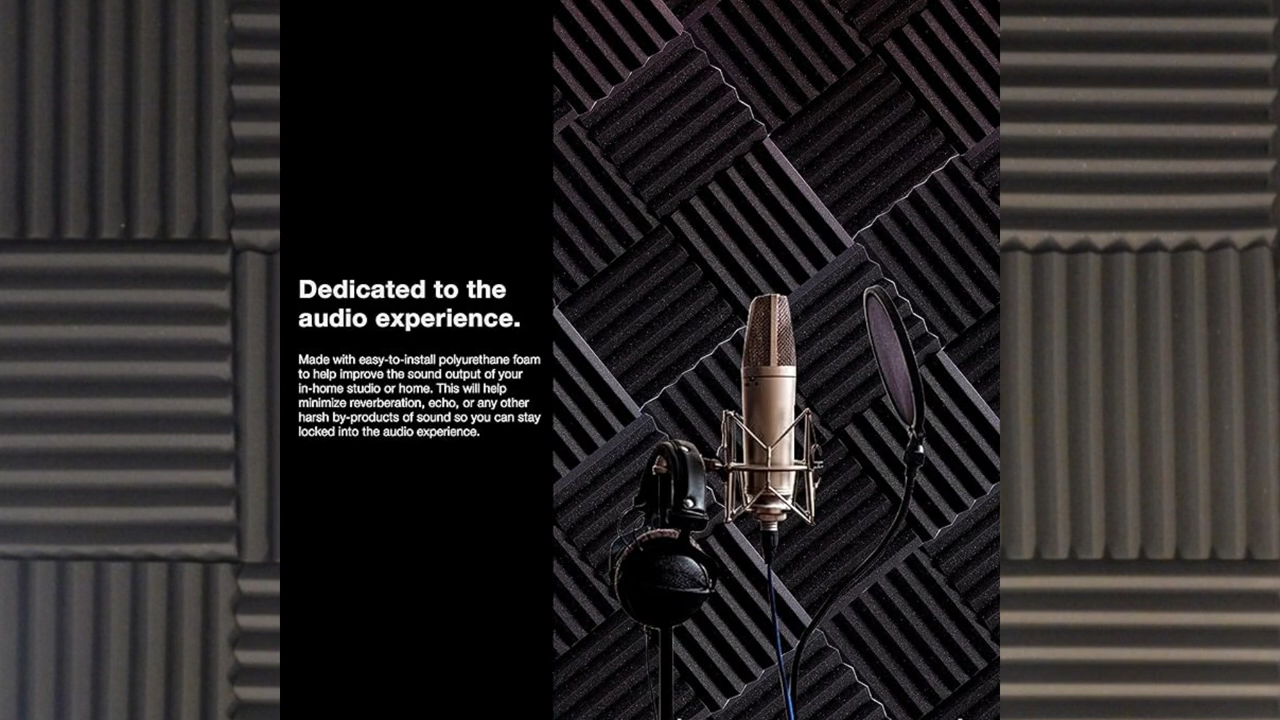 Dedicated to the
audio experience.
Made with easy-to-install polyurethane foam
to help improve the sound output of your
in-home studio or home. This will help
minimize reverberation, echo, or any other
harsh by-products of sound so you can stay
locked into the audio experience.